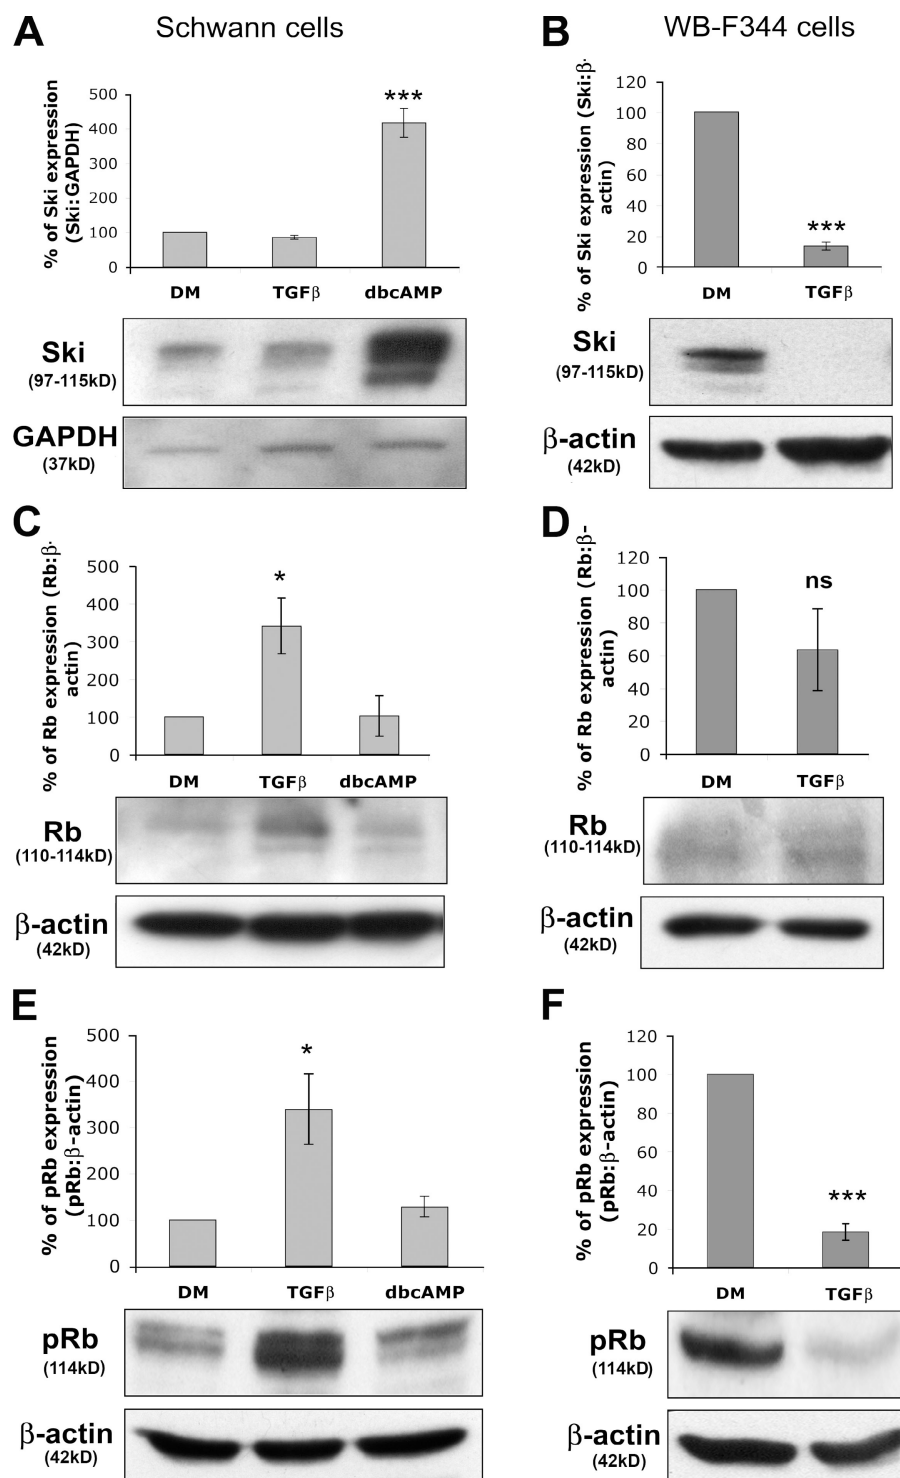 A Schwann cells
B WB-F344 cells
% of Ski expression
(Ski:GAPDH)
500
400
300
200
100
0
***
DM TGFβ dbcAMP
Ski
(97-115kD)
GAPDH
(37kD)
% of Ski expression (Ski:β-
actin)
120
100
80
60
40
20
0
***
DM TGFβ
Ski
(97-115kD)
β-actin
(42kD)
C
% of Rb expression (Rb:β-
actin)
500
400
300
200
100
0
*
DM TGFβ dbcAMP
Rb
(110-114kD)
β-actin
(42kD)
D
% of Rb expression (Rb:β-
actin)
120
100
80
60
40
20
0
ns
DM TGFβ
Rb
(110-114kD)
β-actin
(42kD)
E
% of pRb expression
(pRb:β-actin)
500
400
300
200
100
0
*
DM TGFβ dbcAMP
pRb
(114kD)
β-actin
(42kD)
F
% of pRb expression
(pRb:β-actin)
120
100
80
60
40
20
0
***
DM TGFβ
pRb
(114kD)
β-actin
(42kD)